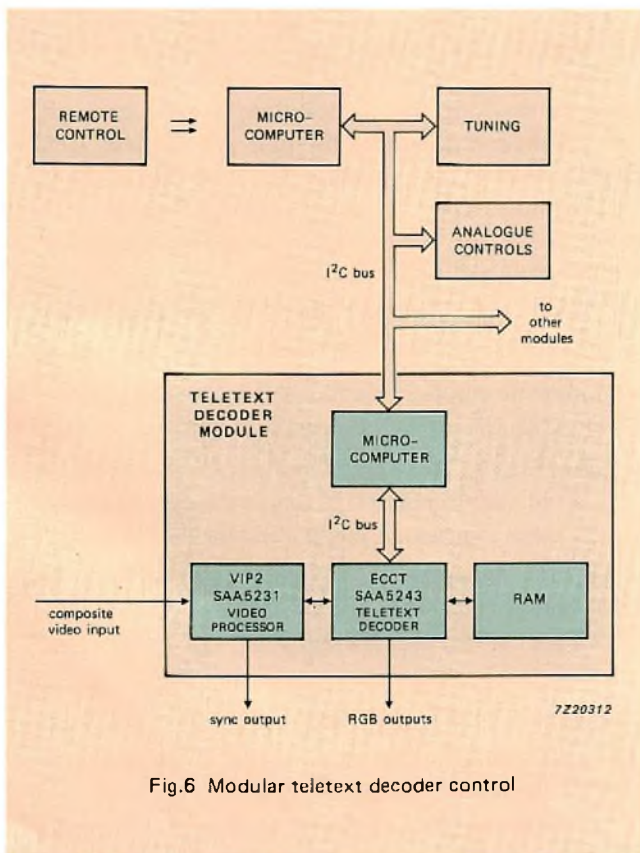 REMOTE
CONTROL
MICRO-
COMPUTER
TUNING
ANALOGUE
CONTROLS
I²C bus
to
other
modules
TELETEXT
DECODER
MODULE
MICRO-
COMPUTER
I²C bus
VIP2
SAA5231
VIDEO
PROCESSOR
ECCT
SAA5243
TELETEXT
DECODER
RAM
composite
video input
sync output
RGB outputs
7Z20312
Fig.6 Modular teletext decoder control